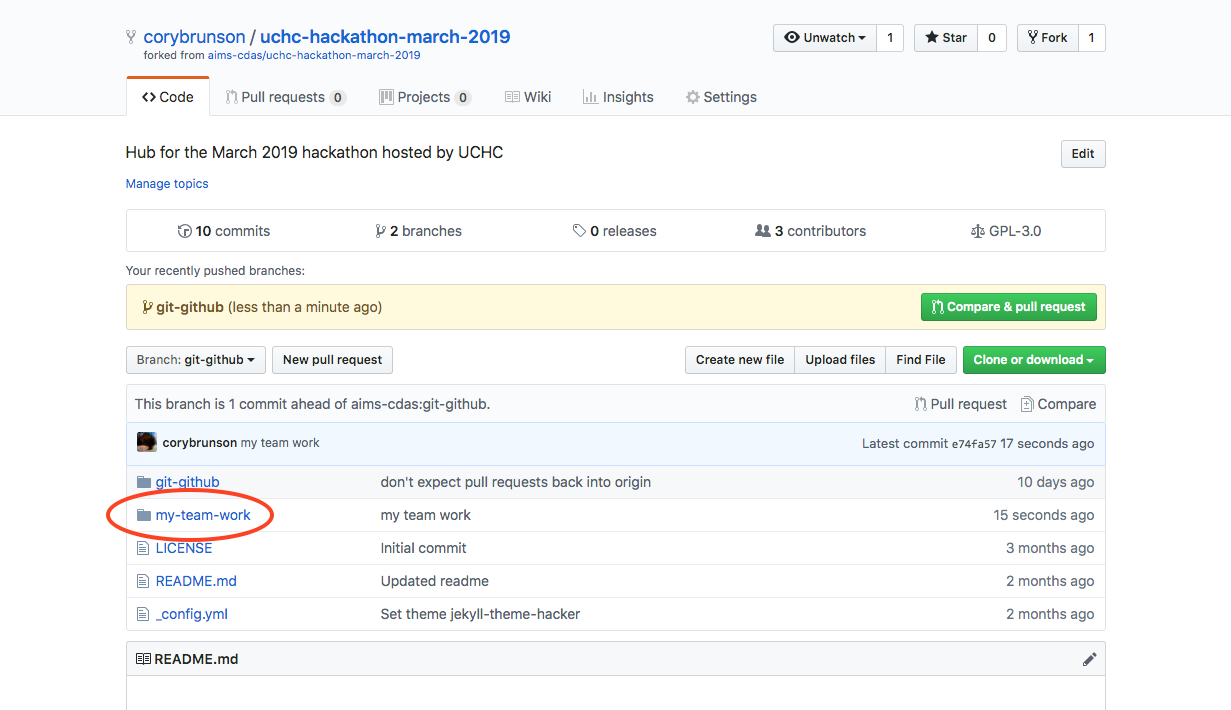 corybrunson / uchc-hackathon-march-2019
forked from aims-cdas/uchc-hackathon-march-2019
Unwatch 1 Star 0 Fork 1
Code Pull requests 0 Projects 0 Wiki Insights Settings
Hub for the March 2019 hackathon hosted by UCHC Edit
Manage topics
10 commits 2 branches 0 releases 3 contributors GPL-3.0
Your recently pushed branches:
git-github (less than a minute ago) Compare & pull request
Branch: git-github New pull request Create new file Upload files Find File Clone or download
This branch is 1 commit ahead of aims-cdas:git-github. Pull request Compare
corybrunson my team work Latest commit e74fa57 17 seconds ago
git-github don't expect pull requests back into origin 10 days ago
my-team-work my team work 15 seconds ago
LICENSE Initial commit 3 months ago
README.md Updated readme 2 months ago
_config.yml Set theme jekyll-theme-hacker 2 months ago
README.md